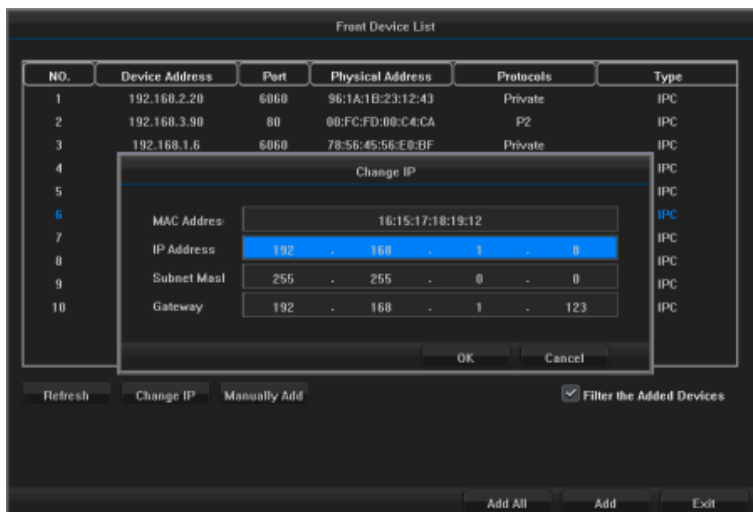 Front Device List
NO. Device Address Port Physical Address Protocols Type
1 192.168.2.20 6060 96:1A:1B:23:12:43 Private IPC
2 192.168.3.90 80 00:FC:FD:00:C4:CA P2 IPC
3 192.168.1.6 6060 78:56:45:56:E0:BF Private IPC
4 IPC
Change IP
5 IPC
6 IPC
MAC Addres 16:15:17:18:19:12
7 IPC
IP Address 192 . 168 . 1 . 8
8 IPC
Subnet Masl 255 . 255 . 0 . 0
9 IPC
10 IPC
Gateway 192 . 168 . 1 . 123
OK Cancel
Refresh Change IP Manually Add Filter the Added Devices
Add All Add Exit